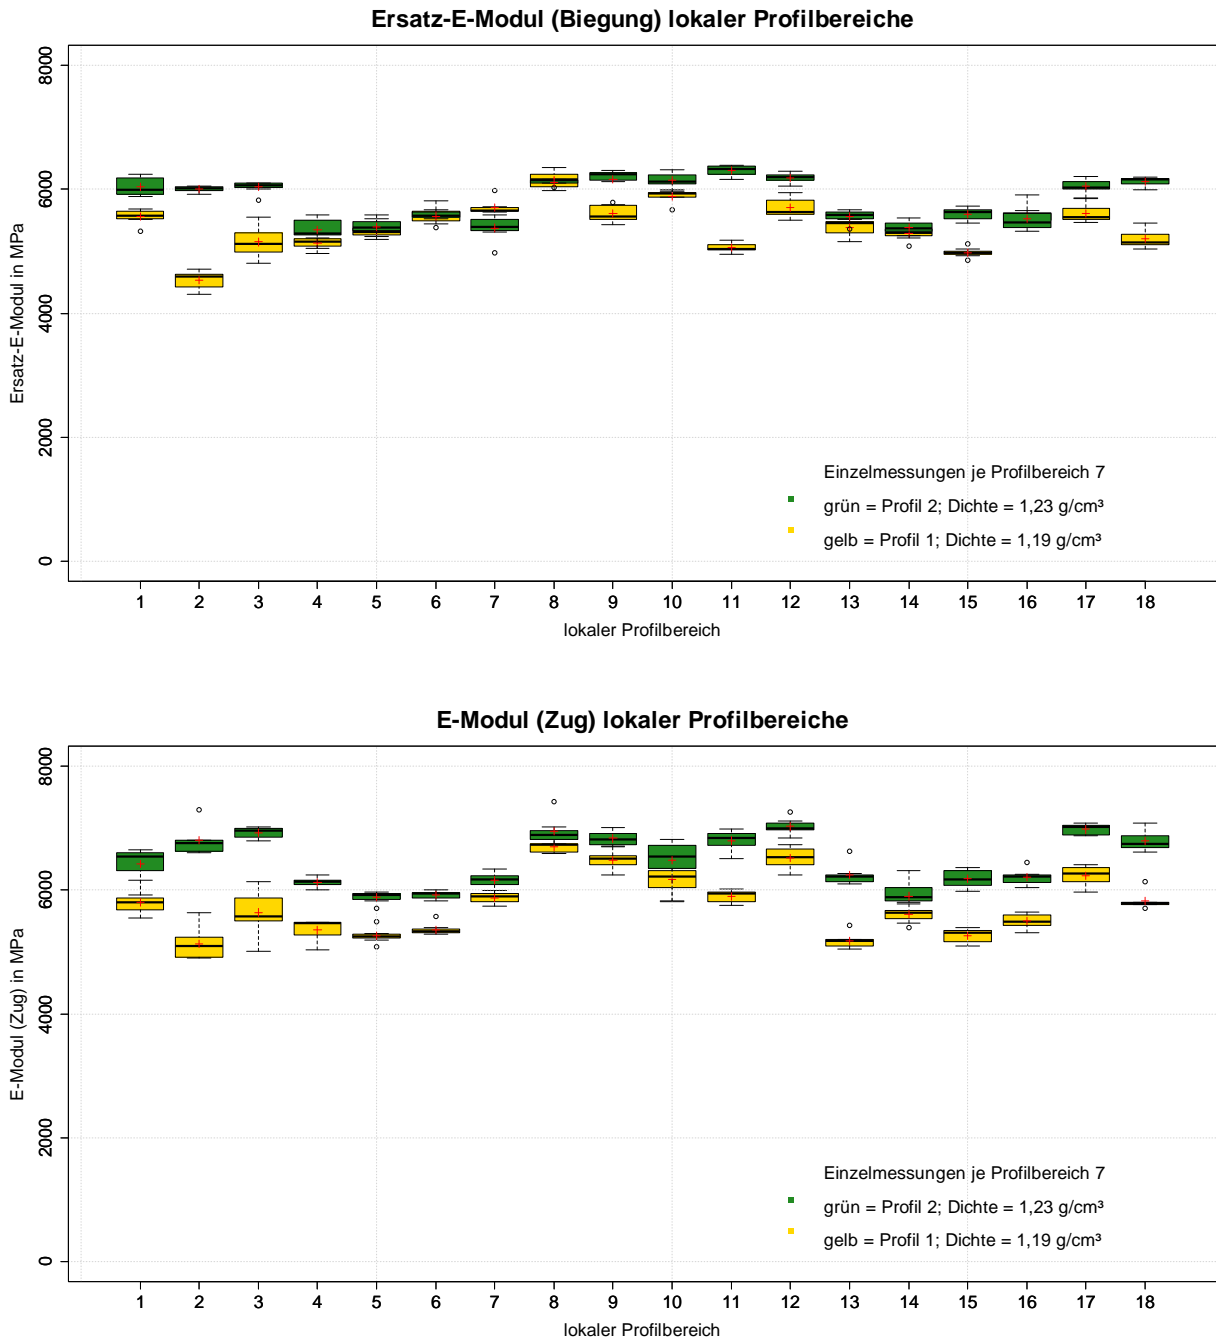 Ersatz-E-Modul (Biegung) lokaler Profilbereiche
Ersatz-E-Modul in MPa
8000
6000
4000
2000
0
Einzelmessungen je Profilbereich 7
grün = Profil 2; Dichte = 1,23 g/cm³
gelb = Profil 1; Dichte = 1,19 g/cm³
1 2 3 4 5 6 7 8 9 10 11 12 13 14 15 16 17 18
lokaler Profilbereich
E-Modul (Zug) lokaler Profilbereiche
E-Modul (Zug) in MPa
8000
6000
4000
2000
0
Einzelmessungen je Profilbereich 7
grün = Profil 2; Dichte = 1,23 g/cm³
gelb = Profil 1; Dichte = 1,19 g/cm³
1 2 3 4 5 6 7 8 9 10 11 12 13 14 15 16 17 18
lokaler Profilbereich